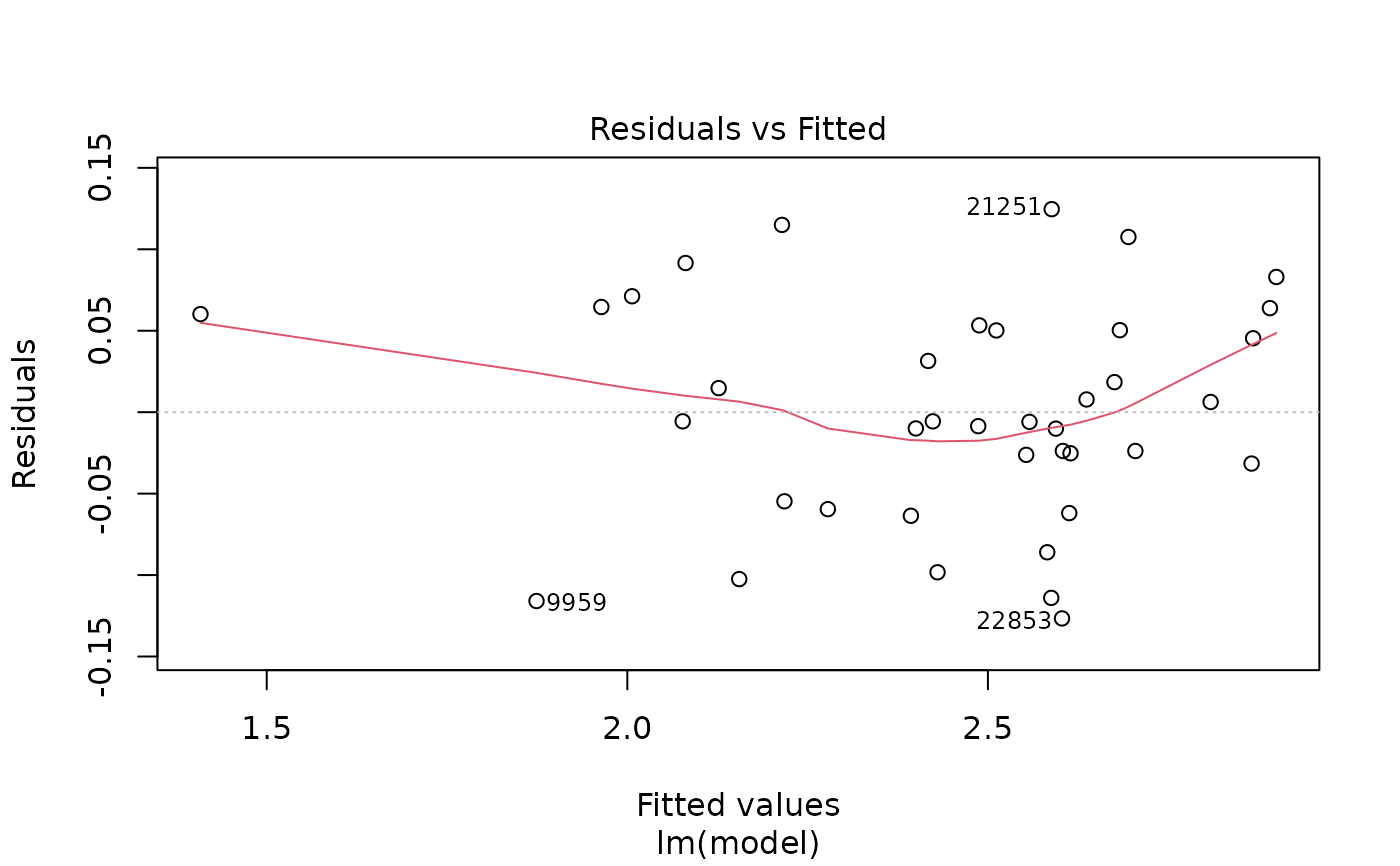 Residuals vs Fitted
Residuals
0.15
0.05
-0.05
-0.15
21251
9959
22853
1.5
2.0
2.5
Fitted values
lm(model)